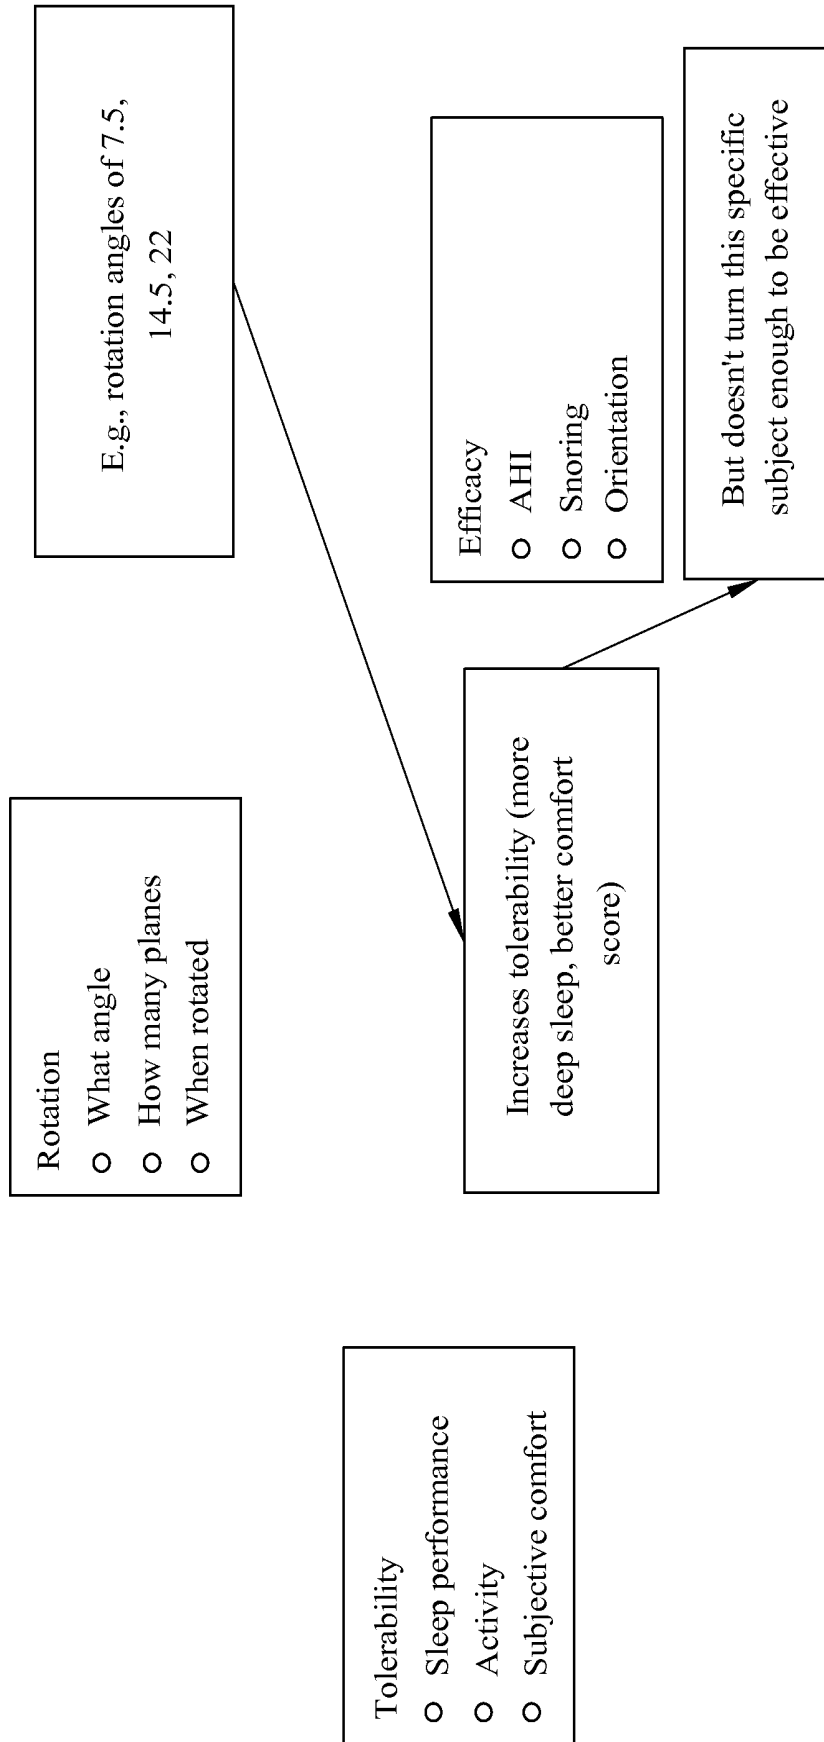 Rotation
What angle
How many planes
When rotated
E.g., rotation angles of 7.5,
14.5, 22
Tolerability
Sleep performance
Activity
Subjective comfort
Increases tolerability (more
deep sleep, better comfort
score)
Efficacy
AHI
Snoring
Orientation
But doesn't turn this specific
subject enough to be effective